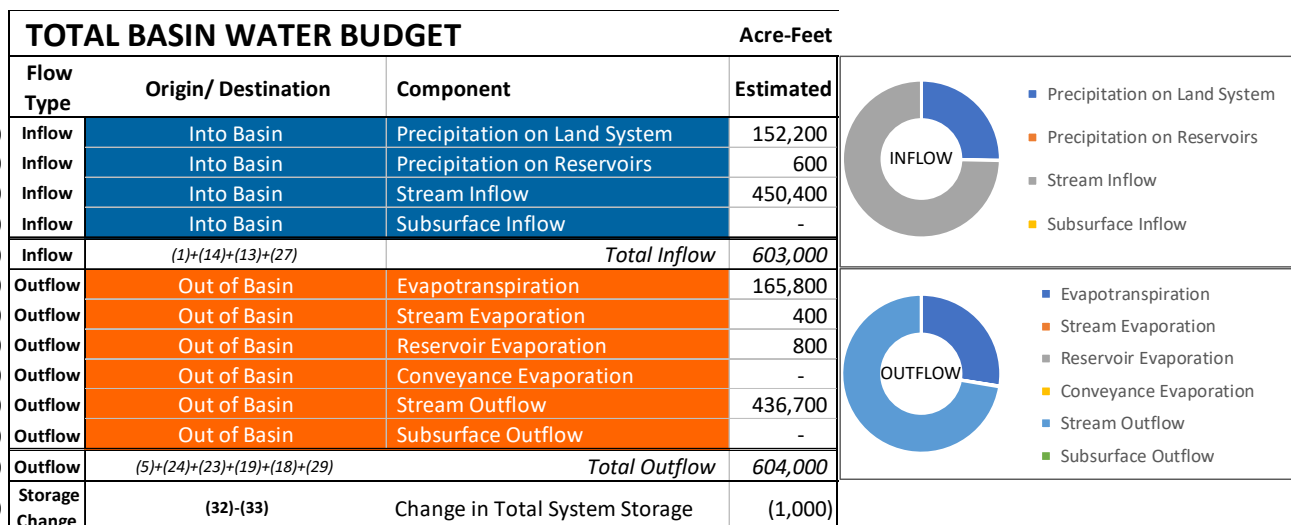 TOTAL BASIN WATER BUDGET Acre-Feet
Flow Type Origin/ Destination Component Estimated
Inflow Into Basin Precipitation on Land System 152,200
Inflow Into Basin Precipitation on Reservoirs 600
Inflow Into Basin Stream Inflow 450,400
Inflow Into Basin Subsurface Inflow -
Inflow (1)+(14)+(13)+(27) Total Inflow 603,000
Outflow Out of Basin Evapotranspiration 165,800
Outflow Out of Basin Stream Evaporation 400
Outflow Out of Basin Reservoir Evaporation 800
Outflow Out of Basin Conveyance Evaporation -
Outflow Out of Basin Stream Outflow 436,700
Outflow Out of Basin Subsurface Outflow -
Outflow (5)+(24)+(23)+(19)+(18)+(29) Total Outflow 604,000
Storage Change (32)-(33) Change in Total System Storage (1,000)
INFLOW
Precipitation on Land System
Precipitation on Reservoirs
Stream Inflow
Subsurface Inflow
OUTFLOW
Evapotranspiration
Stream Evaporation
Reservoir Evaporation
Conveyance Evaporation
Stream Outflow
Subsurface Outflow